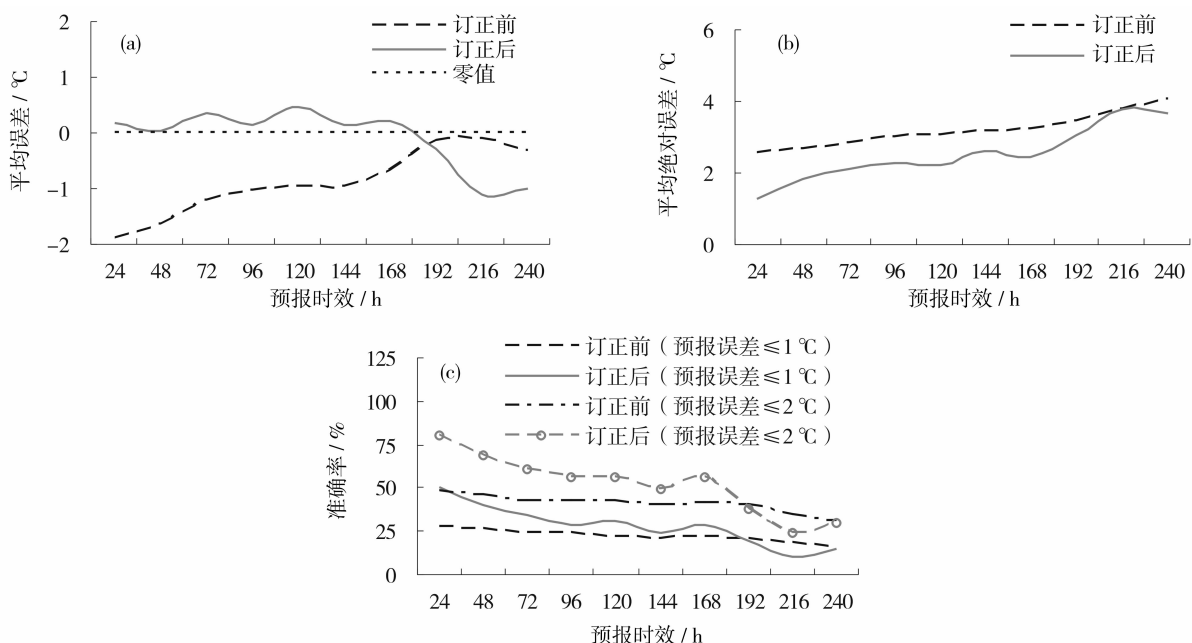 (a)
订正前
订正后
零值
平均误差 / ℃
2
1
0
-1
-2
24 48 72 96 120 144 168 192 216 240
预报时效 / h
(b)
订正前
订正后
平均绝对误差 / ℃
6
4
2
0
24 48 72 96 120 144 168 192 216 240
预报时效 / h
(c)
订正前（预报误差≤1℃）
订正后（预报误差≤1℃）
订正前（预报误差≤2℃）
订正后（预报误差≤2℃）
准确率 / %
125
100
75
50
25
0
24 48 72 96 120 144 168 192 216 240
预报时效 / h